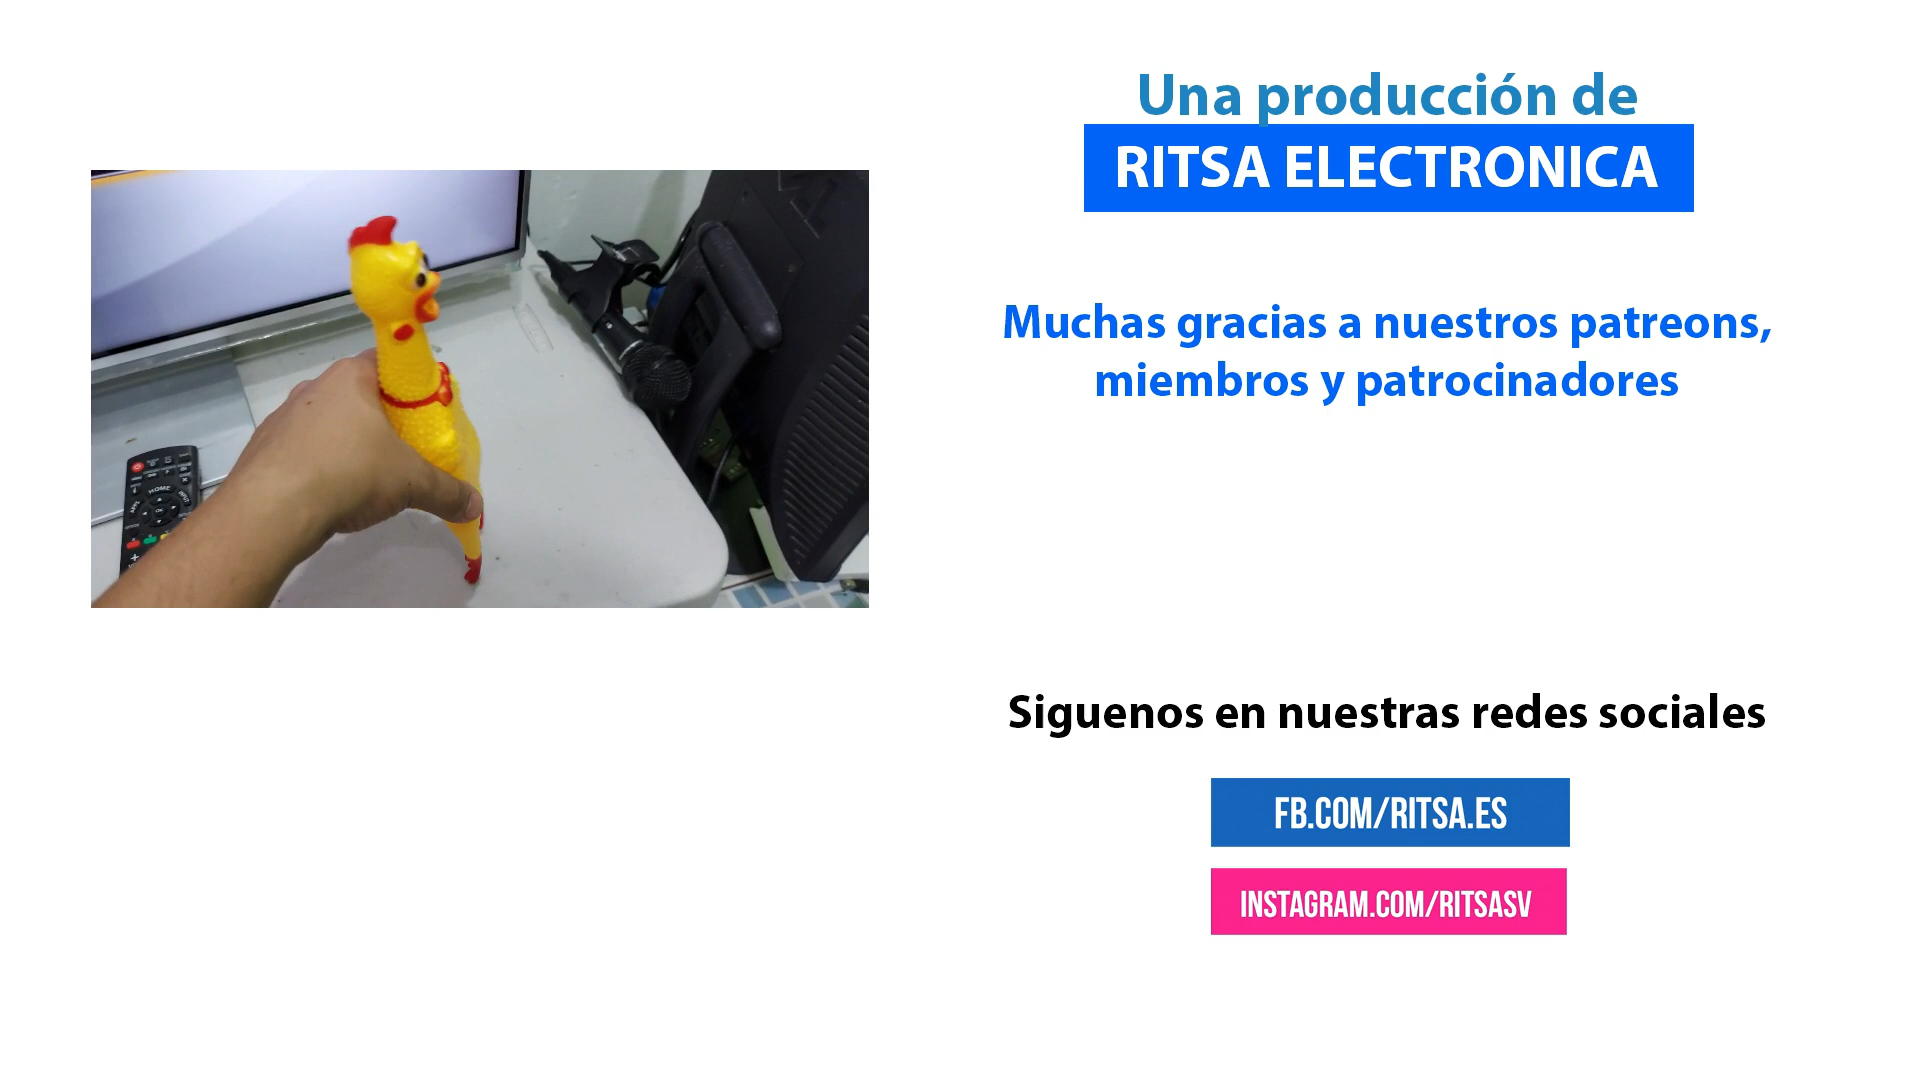 Una producción de
RITSA ELECTRONICA
Muchas gracias a nuestros patreons,
miembros y patrocinadores
Siguenos en nuestras redes sociales
FB.COM/RITSA.ES
INSTAGRAM.COM/RITSASV
HOME